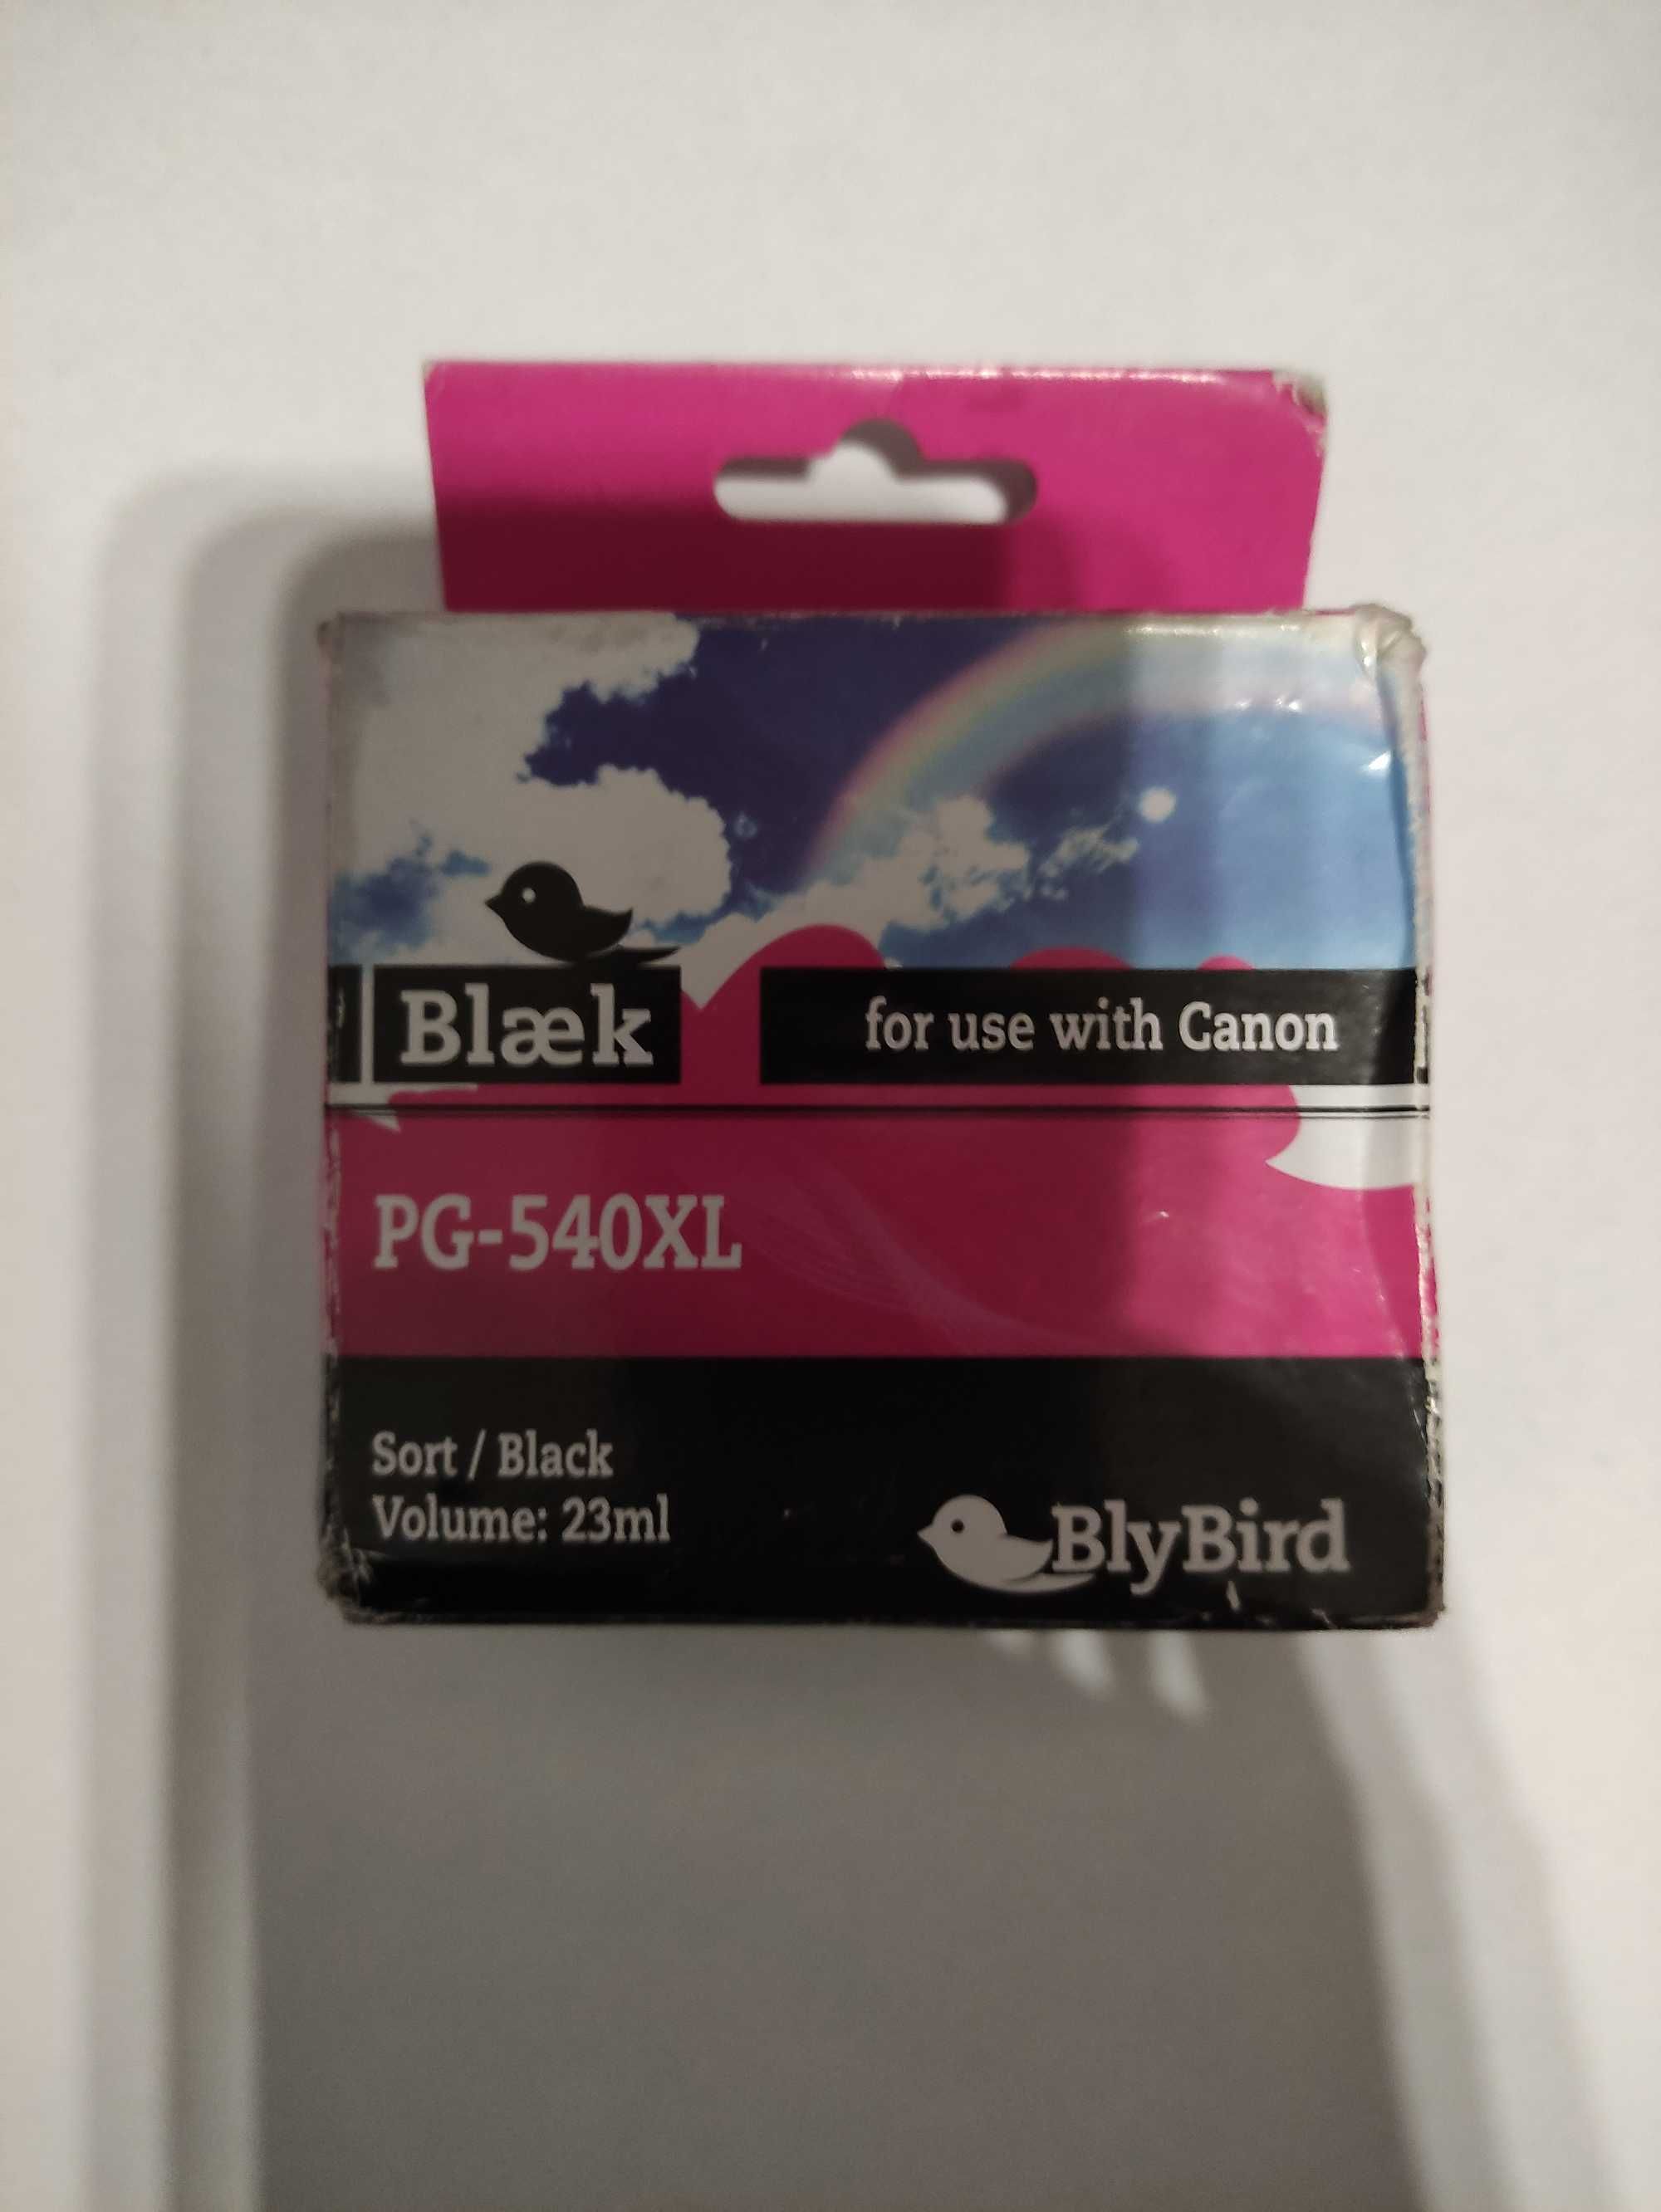 Blæk
for use with Canon
PG-540XL
Sort / Black
Volume: 23ml
BlyBird